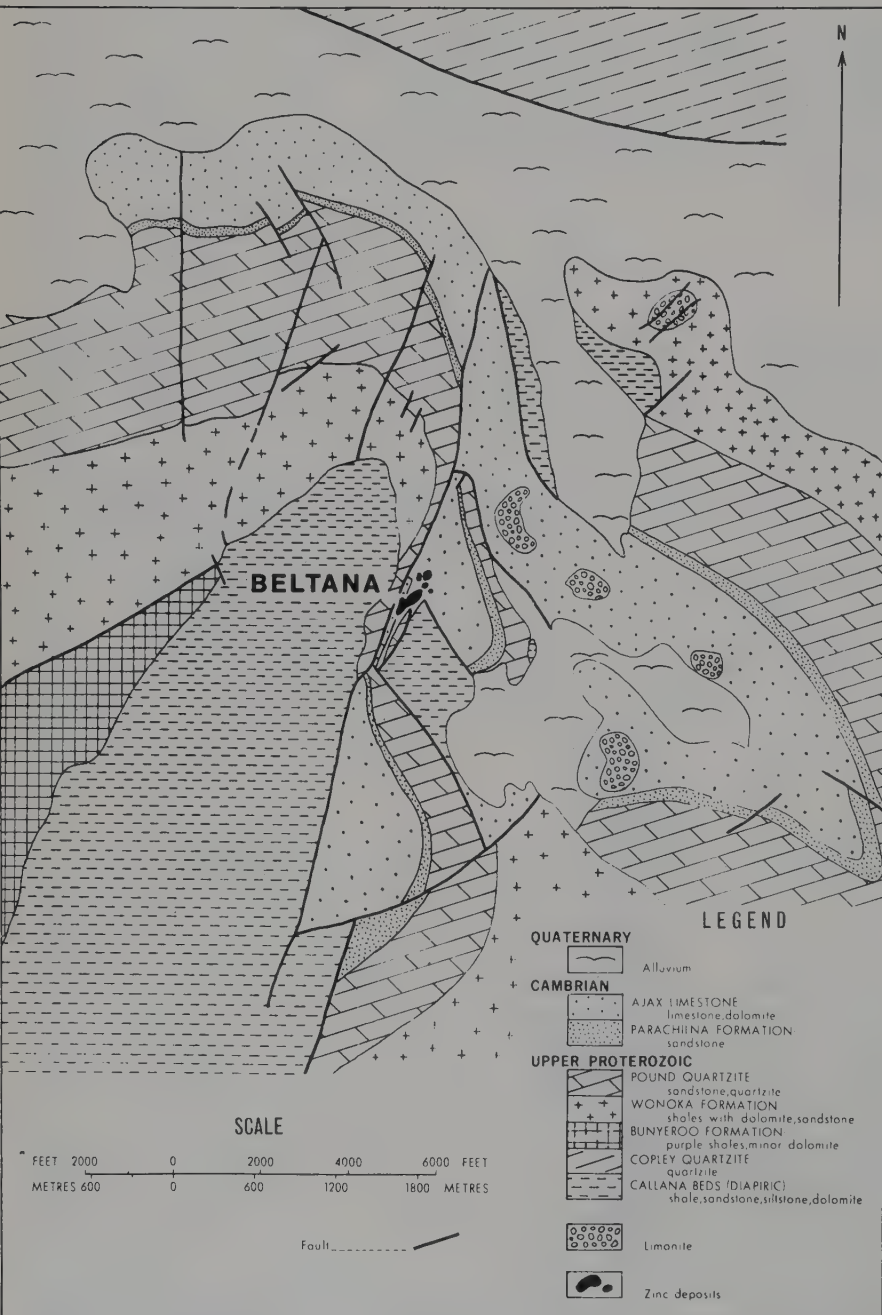 N
BELTANA
LEGEND
QUATERNARY
Alluvium
CAMBRIAN
AJAX LIMESTONE
limestone, dolomite
PARACHILNA FORMATION
sandstone
UPPER PROTEROZOIC
POUND QUARTZITE
sandstone, quartzite
WONOKA FORMATION
shales with dolomite, sandstone
BUNYEROO FORMATION
purple shales, minor dolomite
COPLEY QUARTZITE
quartzite
CALLANA BEDS (DIAPIRIC)
shale, sandstone, siltstone, dolomite
Limonite
Zinc deposits
SCALE
FEET 2000 0 2000 4000 6000 FEET
METRES 600 0 600 1200 1800 METRES
Fault